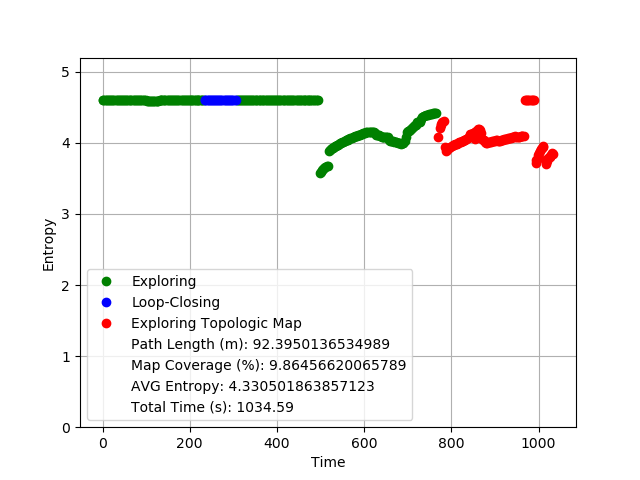 5
4
3
2
1
0
Entropy
Exploring
Loop-Closing
Exploring Topologic Map
Path Length (m): 92.3950136534989
Map Coverage (%): 9.86456620065789
AVG Entropy: 4.330501863857123
Total Time (s): 1034.59
0 200 400 600 800 1000
Time